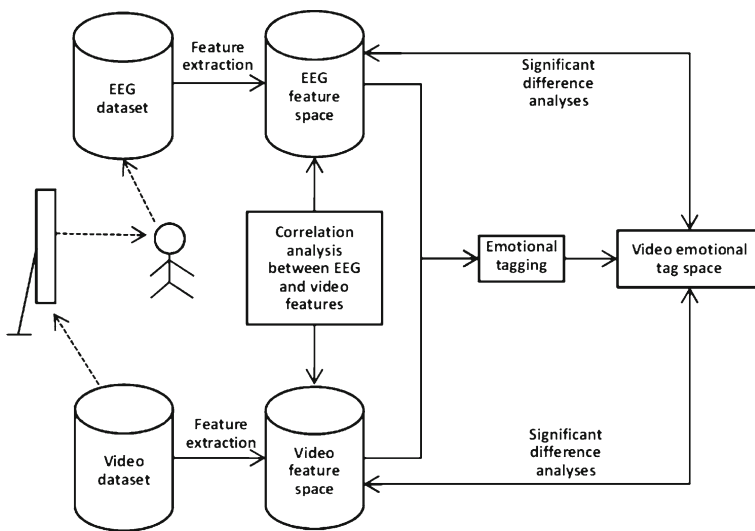 EEG
dataset
Feature
extraction
EEG
feature
space
Significant
difference
analyses
Correlation
analysis
between EEG
and video
features
Emotional
tagging
Video emotional
tag space
Video
dataset
Feature
extraction
Video
feature
space
Significant
difference
analyses